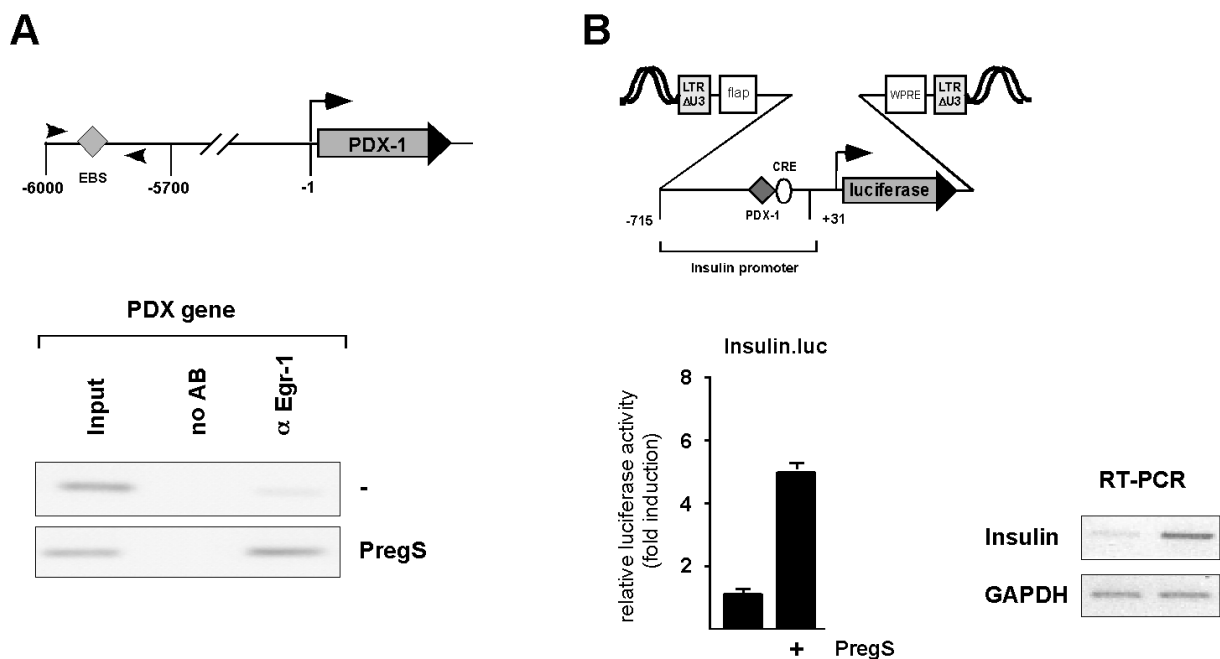 A
PDX-1
EBS
-6000
-5700
-1
PDX gene
Input
no AB
α Egr-1
-
PregS
B
LTR
ΔU3
flap
WPRE
LTR
ΔU3
CRE
luciferase
PDX-1
-715
+31
Insulin promoter
Insulin.luc
relative luciferase activity
(fold induction)
8
6
4
2
+ PregS
RT-PCR
Insulin
GAPDH